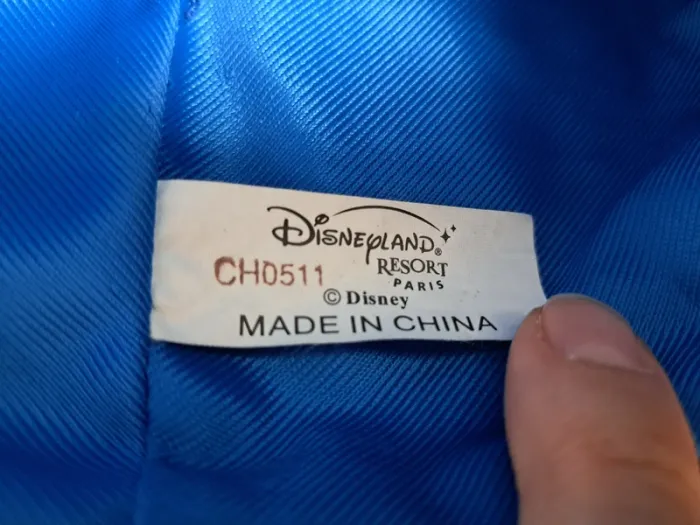 DISNEYLAND®
RESORT
CH0511
PARIS
© Disney
MADE IN CHINA